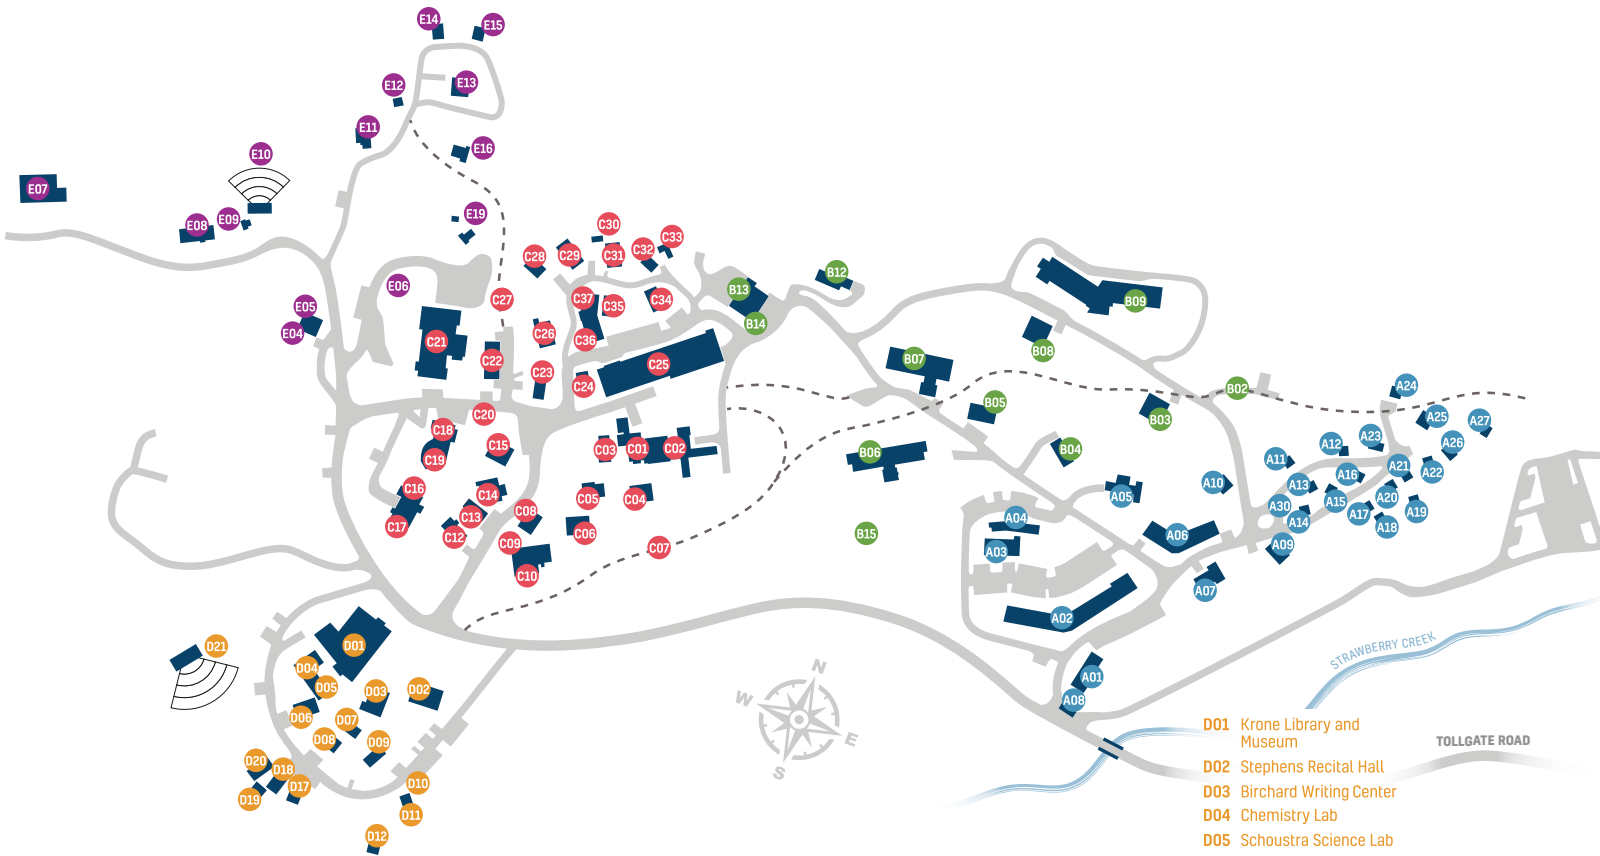 E14
E15
E12
E13
E11
E16
E10
E07
E08
E09
E19
E06
E05
E04
C30
C33
C28
C29
C31
C32
C27
C37
C35
C34
C26
C36
C21
C22
C23
C24
C25
C20
C18
C19
C15
C03
C01
C02
C16
C14
C05
C04
C17
C13
C12
C08
C06
C09
C07
C10
B12
B13
B14
B09
B07
B08
B05
B02
B03
B06
B04
B15
A24
A25
A27
A12
A23
A26
A11
A21
A22
A10
A13
A16
A05
A20
A30
A15
A17
A19
A14
A18
A04
A03
A06
A09
A07
A02
A01
A08
D21
D01
D04
D05
D03
D02
D06
D07
D08
D09
D20
D18
D17
D19
D10
D11
D12
N
W
E
S
STRAWBERRY CREEK
TOLLGATE ROAD
D01 Krone Library and
Museum
D02 Stephens Recital Hall
D03 Birchard Writing Center
D04 Chemistry Lab
D05 Schoustra Science Lab